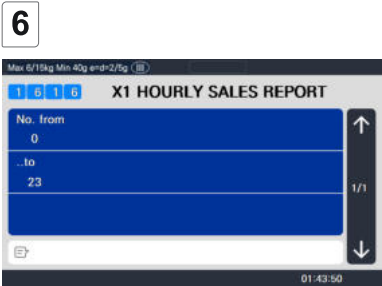 6
Max 6/15kg Min 40g e=d=2/5g (III)
1 6 1 6 X1 HOURLY SALES REPORT
No. from
0
..to
23
1/1
01:43:50